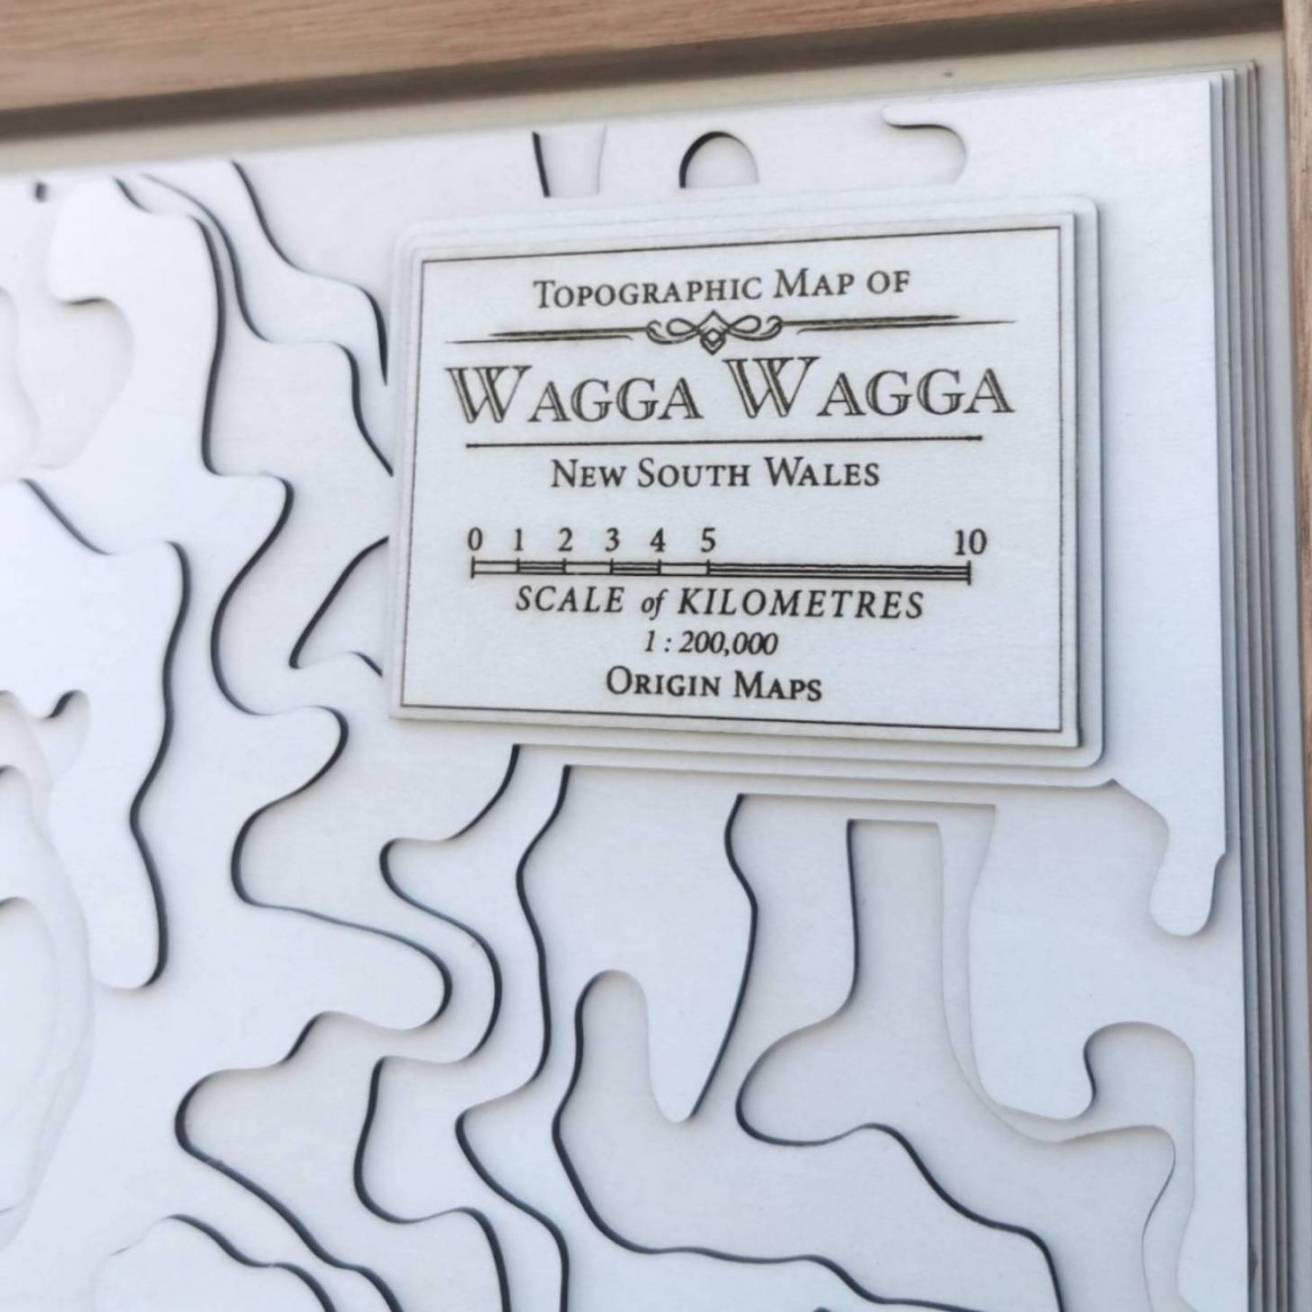 Topographic Map of
Wagga Wagga
New South Wales
0 1 2 3 4 5 10
SCALE of KILOMETRES
1 : 200,000
Origin Maps